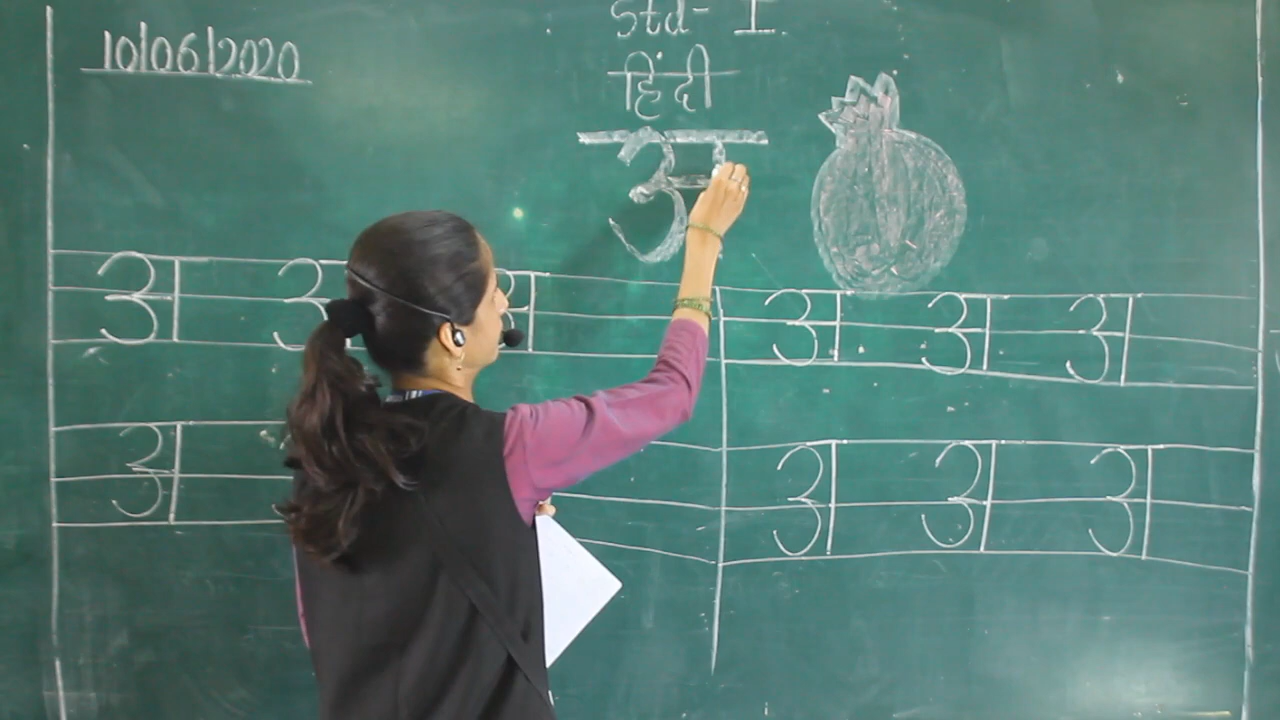 10/06/2020
Std- I
हिंदी
अ
अ अ अ अ अ अ
अ अ अ अ